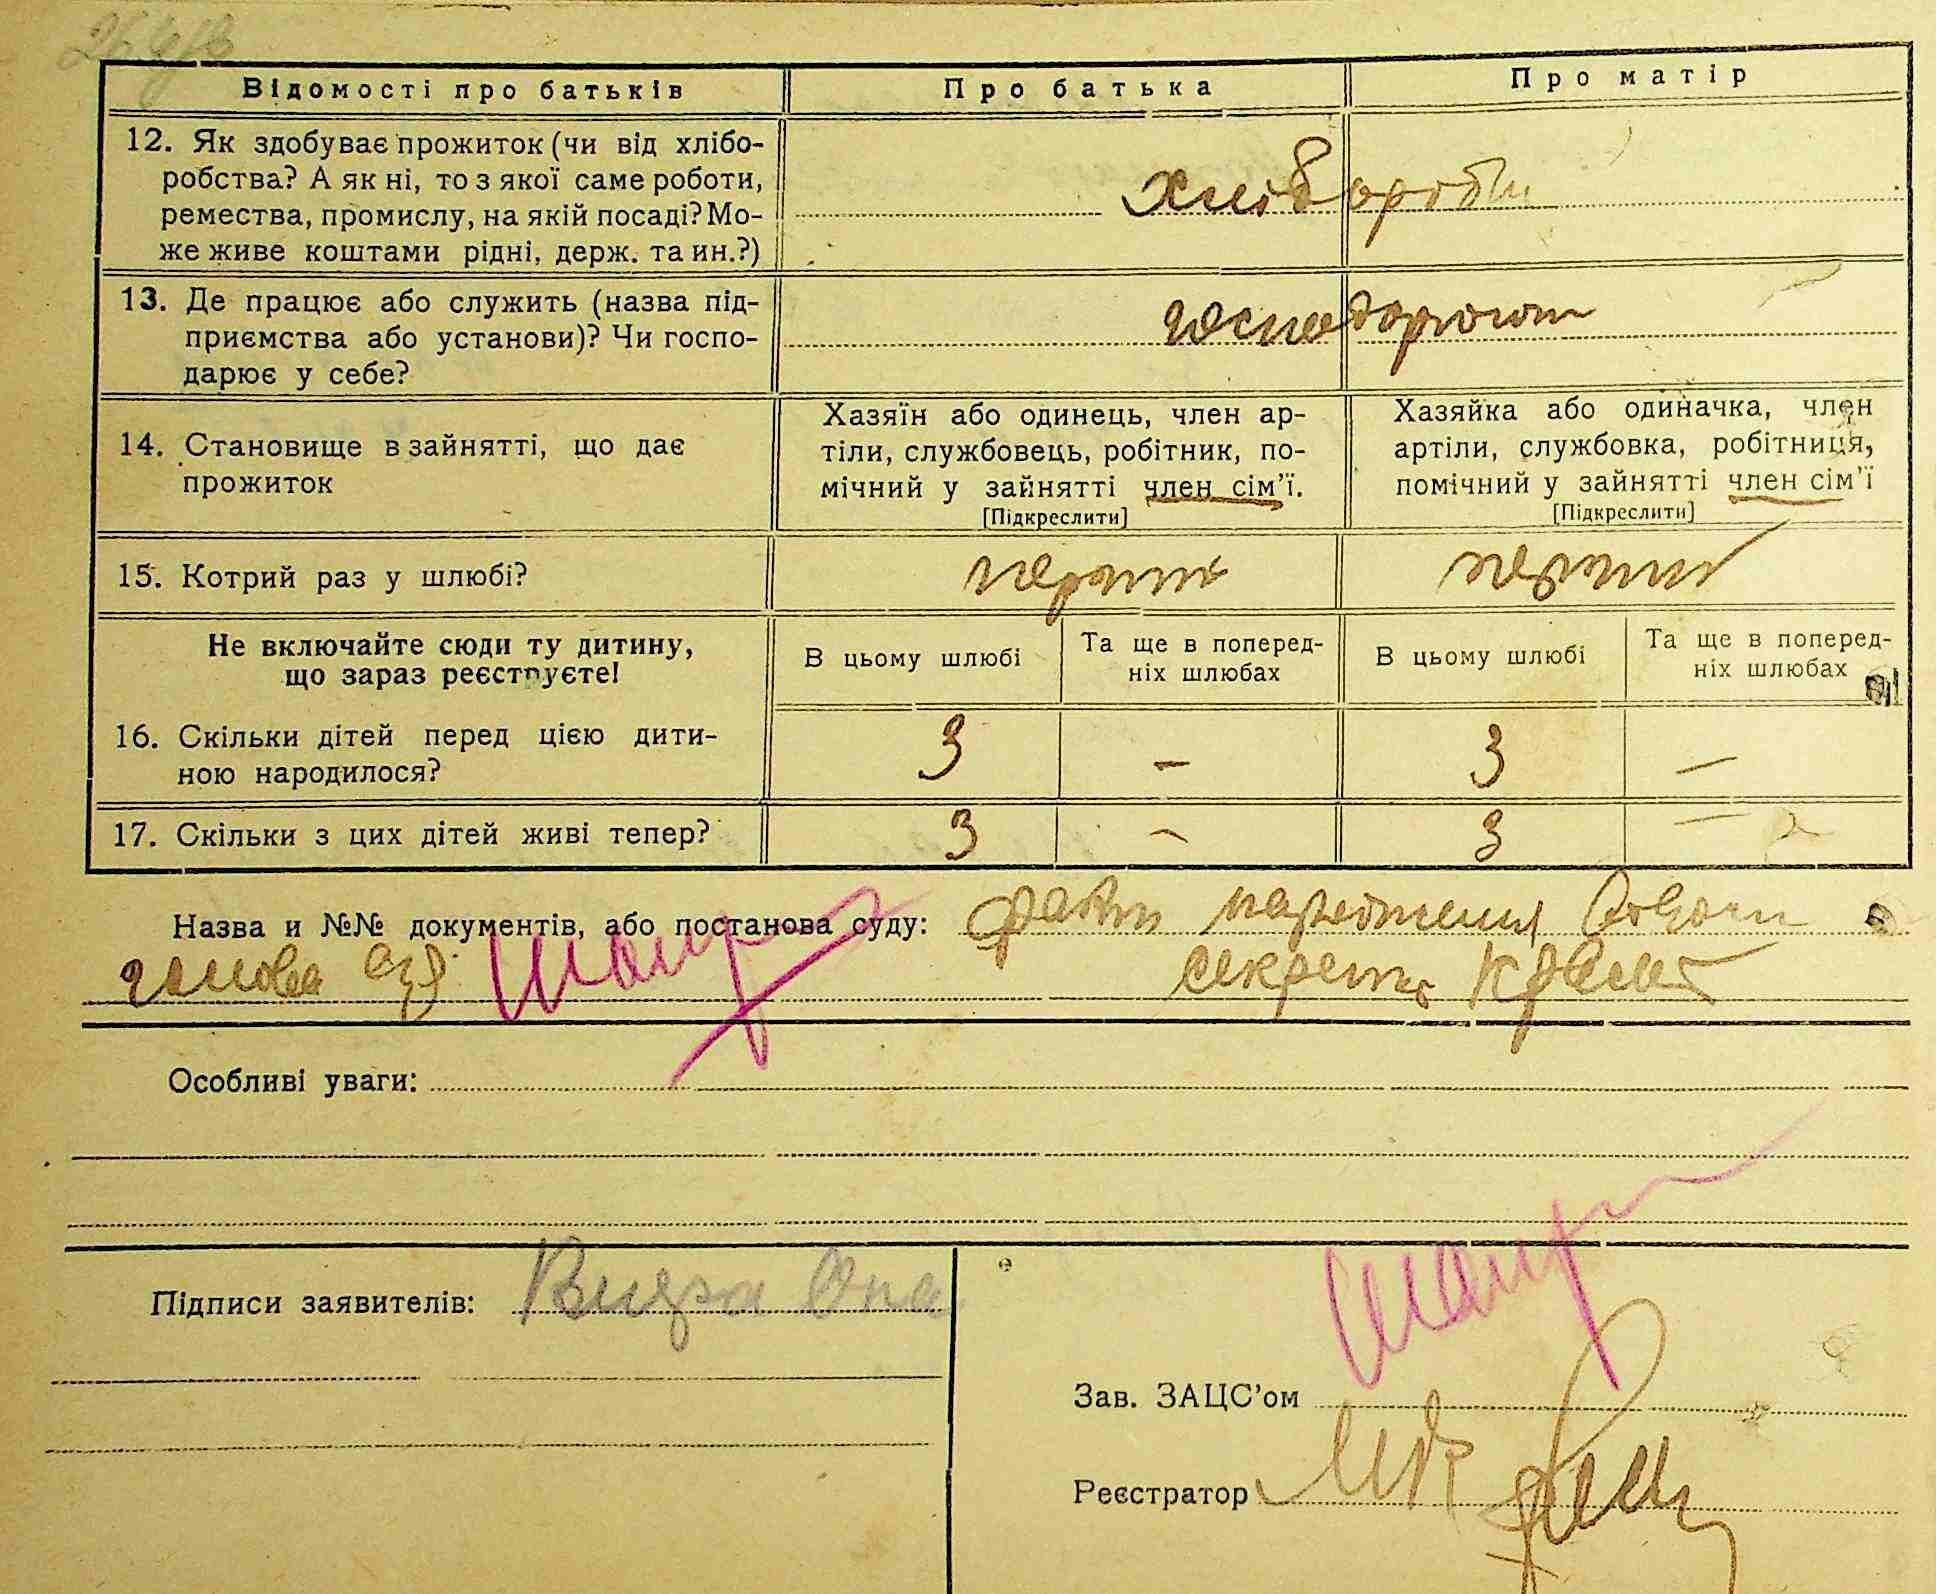 Відомості про батьків Про батька Про матір
12. Як здобуває прожиток (чи від хлібо-
робства? А як ні, то з якої саме роботи,
ремества, промислу, на якій посаді? Мо-
же живе коштами рідні, держ. та ин.?)
хлібороби
13. Де працює або служить (назва під-
приємства або установи)? Чи госпо-
дарює у себе?
господарюют
14. Становище в зайнятті, що дає
прожиток
Хазяїн або одинець, член ар-
тіли, службовець, робітник, по-
мічний у зайнятті член сім'ї.
[Підкреслити]
Хазяйка або одиначка, член
артіли, службовка, робітниця,
помічний у зайнятті член сім'ї
[Підкреслити]
15. Котрий раз у шлюбі?
Не включайте сюди ту дитину,
що зараз реєструєте!
В цьому шлюбі
Та ще в поперед-
ніх шлюбах
В цьому шлюбі
Та ще в поперед-
ніх шлюбах
16. Скільки дітей перед цією дити-
ною народилося?
3 – 3 –
17. Скільки з цих дітей живі тепер? 3 – 3 –
Назва и №№ документів, або постанова суду: факт народження
голова секретар
Особливі уваги:
Підписи заявителів:
Зав. ЗАЦС'ом
Реєстратор